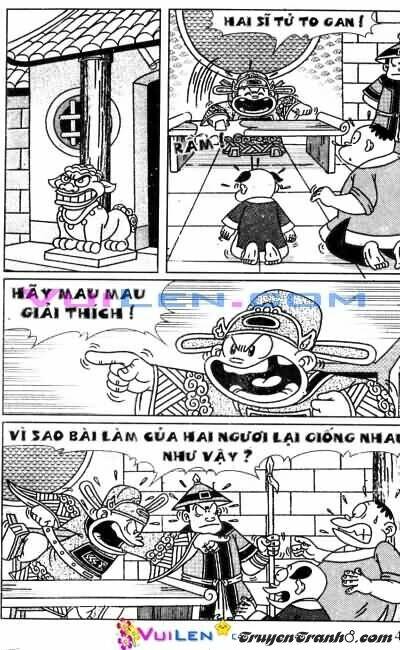 HAI SĨ TỬ TO GAN!
RẦM!
HÃY MAU MAU
GIẢI THÍCH!
VUILEN.COM
VÌ SAO BÀI LÀM CỦA HAI NGƯƠI LẠI GIỐNG NHAU
NHƯ VẬY?
VUILEN
TruyenTranh8.com
4